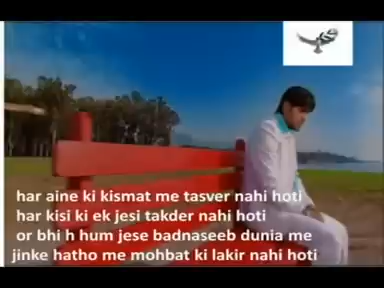 har aine ki kismat me tasver nahi hoti
har kisi ki ek jesi takder nahi hoti
or bhi h hum jese badnaseeb dunia me
jinke hatho me mohbat ki lakir nahi hoti